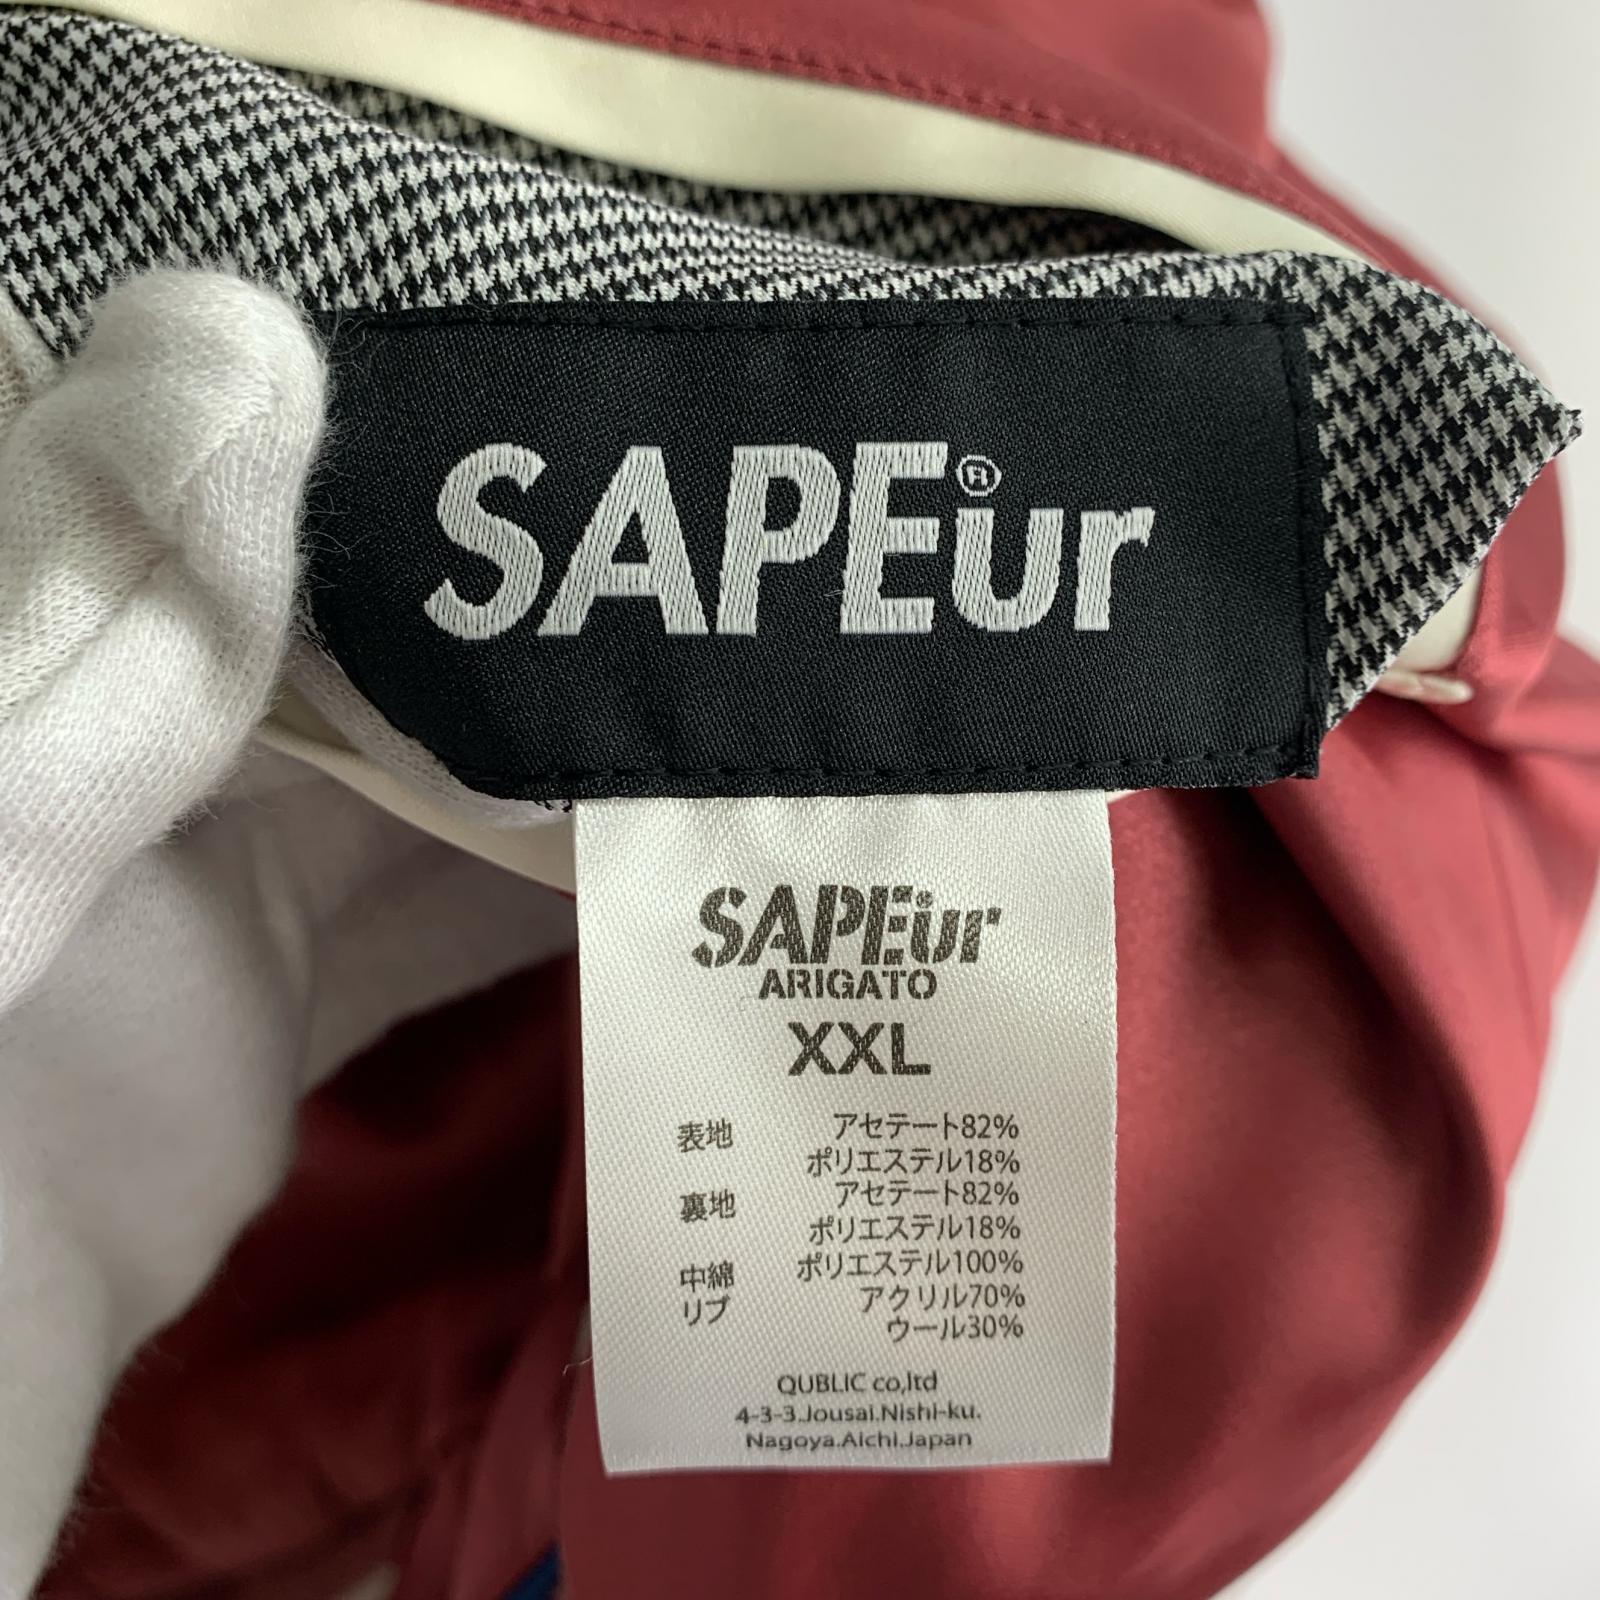 SAPEur®
SAPEur
ARIGATO
XXL
表地 アセテート82%
ポリエステル18%
裏地 アセテート82%
ポリエステル18%
中綿 ポリエステル100%
リブ アクリル70%
ウール30%
QUBLIC co,ltd
4-3-3.Jousai.Nishi-ku.
Nagoya.Aichi.Japan